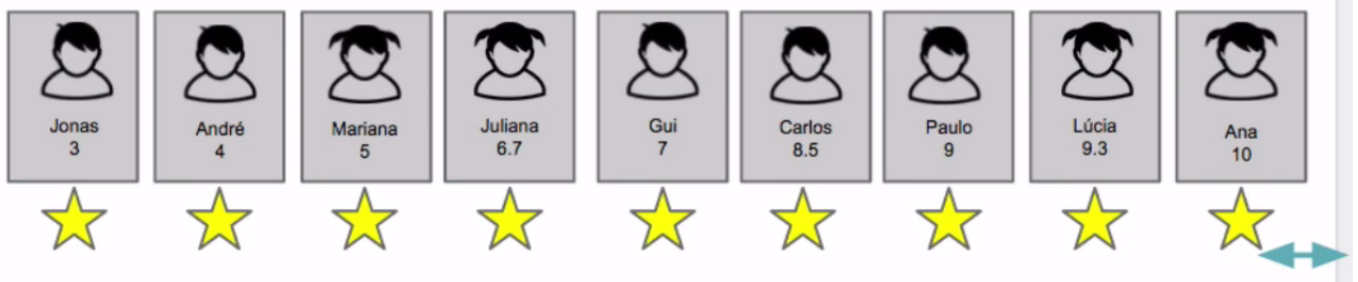 Jonas
3
André
4
Mariana
5
Juliana
6.7
Gui
7
Carlos
8.5
Paulo
9
Lúcia
9.3
Ana
10